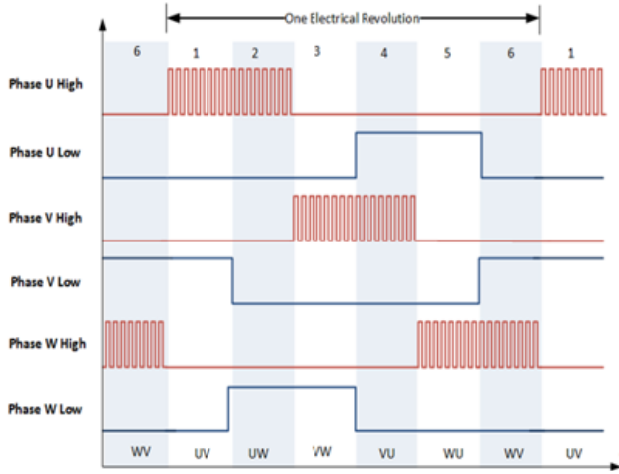 One Electrical Revolution
6 1 2 3 4 5 6 1
Phase U High
Phase U Low
Phase V High
Phase V Low
Phase W High
Phase W Low
WV UV UW VW VU WU WV UV